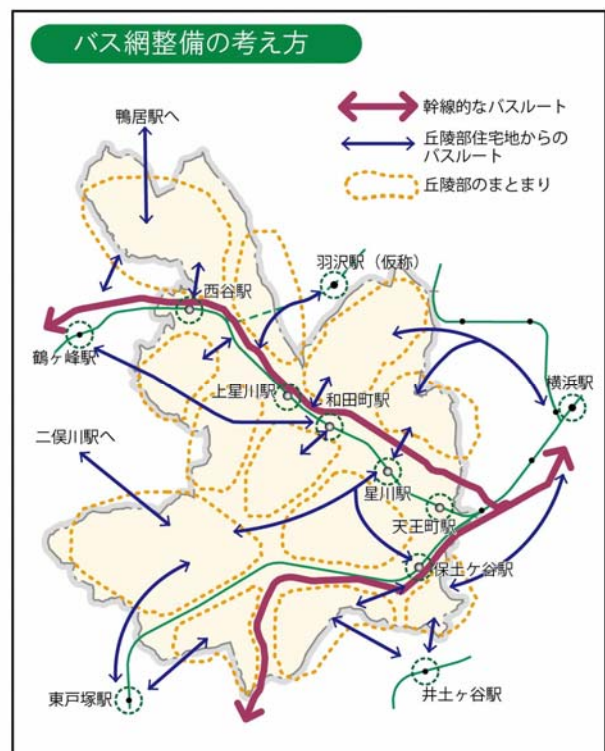 バス網整備の考え方
幹線的なバスルート
丘陵部住宅地からの
バスルート
丘陵部のまとまり
鴨居駅へ
羽沢駅（仮称）
西谷駅
鶴ヶ峰駅
横浜駅
上星川駅
和田町駅
二俣川駅へ
星川駅
天王町駅
保土ケ谷駅
東戸塚駅
井土ヶ谷駅